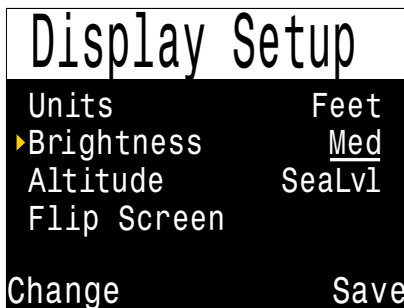 Display Setup
Units Feet
Brightness Med
Altitude SeaLvl
Flip Screen
Change Save